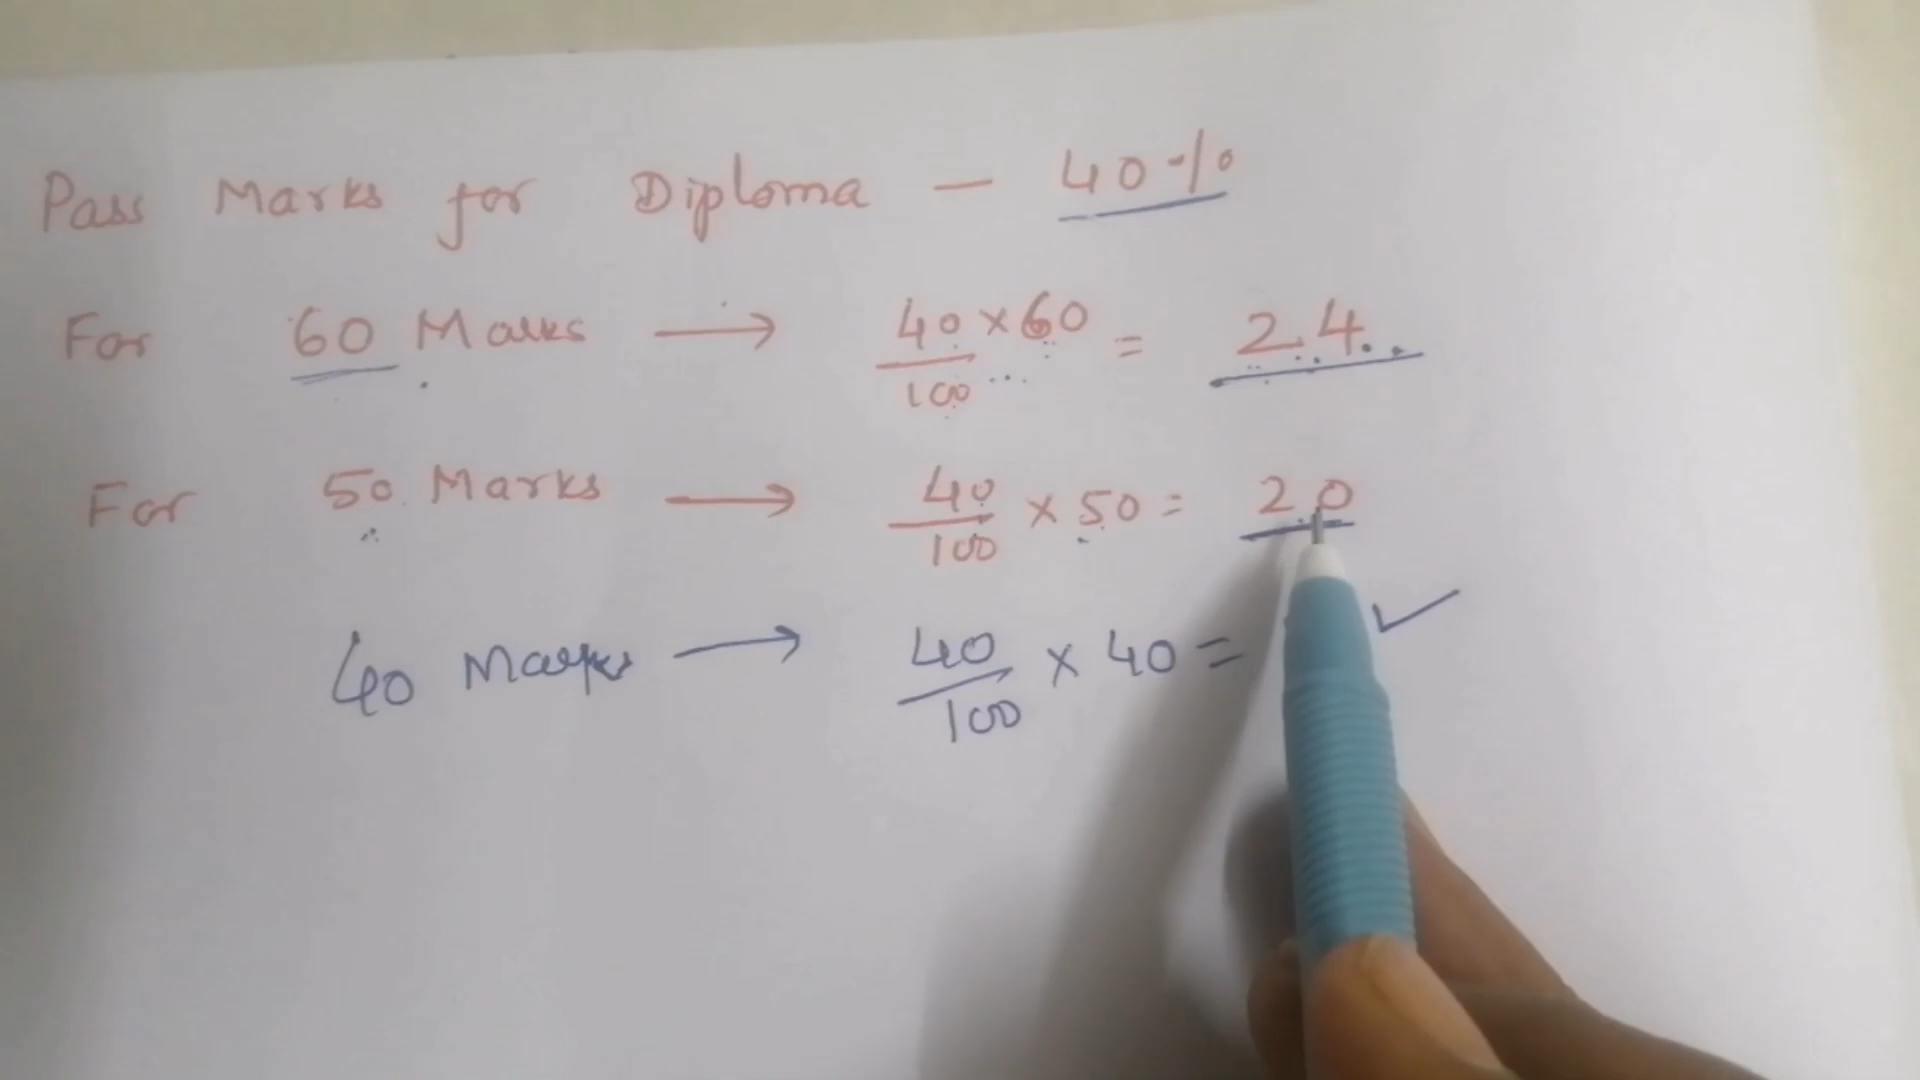 Pass Marks for Diploma — 40%
For 60 Marks → 40/100 × 60 = 24
For 50 Marks → 40/100 × 50 = 20
40 Marks → 40/100 × 40 =